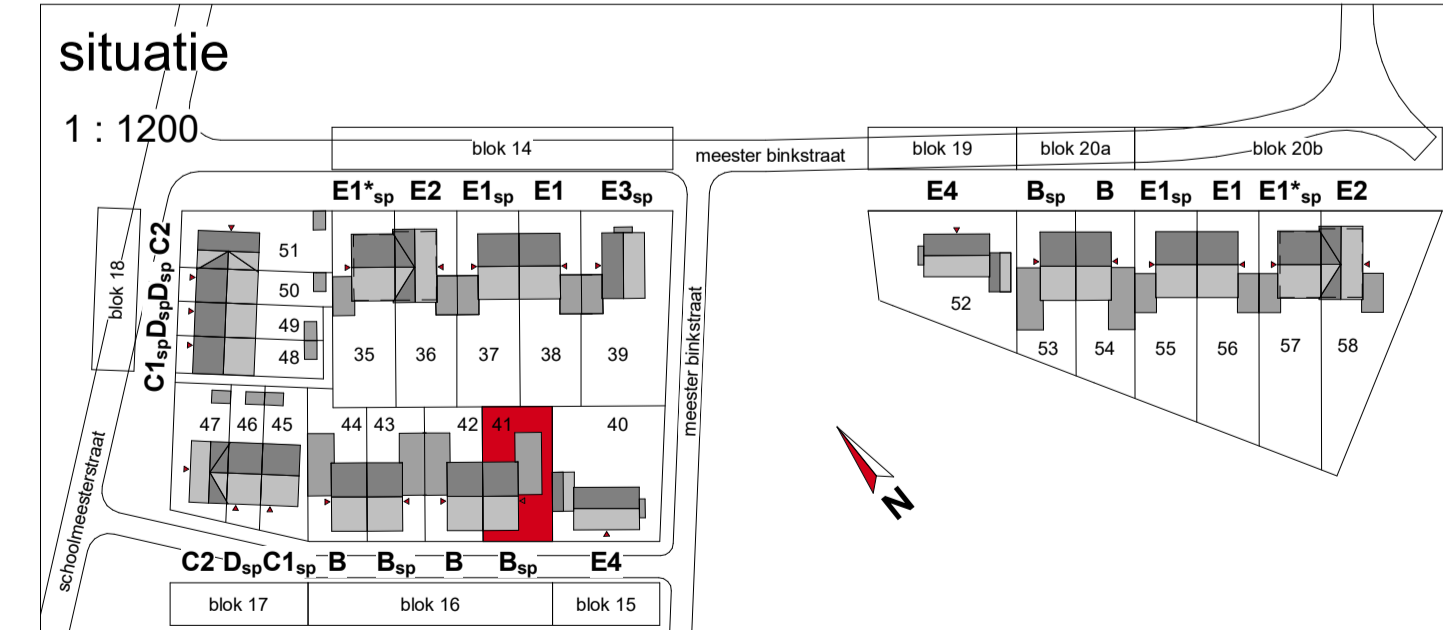 situatie
1 : 1200
blok 14
meester binkstraat
blok 19
blok 20a
blok 20b
E1*sp E2 E1sp E1 E3sp
E4 Bsp B E1sp E1 E1*sp E2
blok 18
C1spDspDspC2
51
50
49
48
35 36 37 38 39
52
53 54 55 56 57 58
meester binkstraat
47 46 45 44 43 42 41 40
schoolmeesterstraat
N
C2 DspC1sp B Bsp B Bsp E4
blok 17
blok 16
blok 15